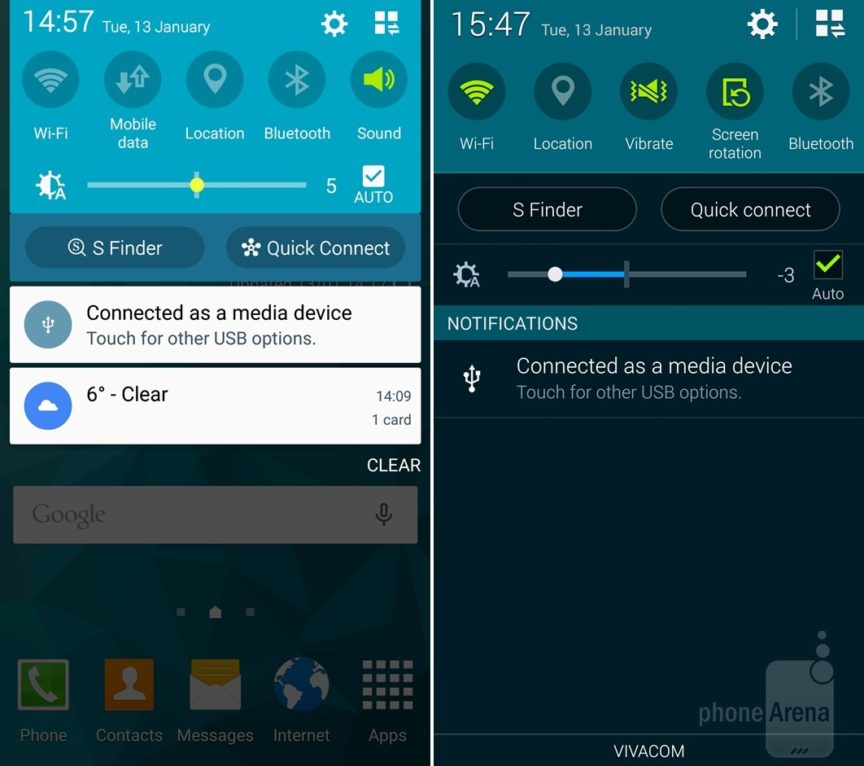 14:57 Tue, 13 January
Wi-Fi
Mobile
data
Location
Bluetooth
Sound
A
5
AUTO
S Finder
Quick Connect
Connected as a media device
Touch for other USB options.
6° - Clear
14:09
1 card
CLEAR
Google
Phone
Contacts
Messages
Internet
Apps
15:47 Tue, 13 January
Wi-Fi
Location
Vibrate
Screen
rotation
Bluetooth
S Finder
Quick connect
A
-3
Auto
NOTIFICATIONS
Connected as a media device
Touch for other USB options.
phoneArena
VIVACOM